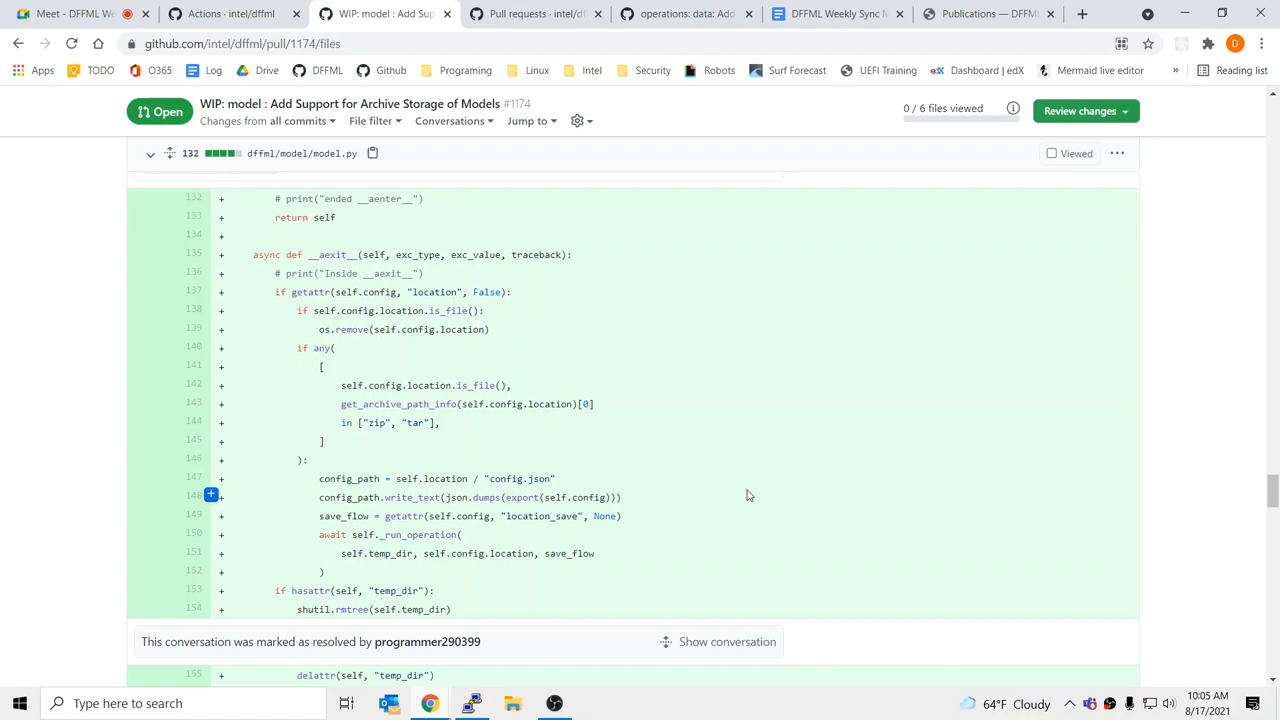 Meet - DFFML We
Actions · intel/dffml
WIP: model : Add Sup
Pull requests · intel/df
operations: data: Add
DFFML Weekly Sync M
Publications — DFFML
github.com/intel/dffml/pull/1174/files
D
Apps
TODO
O365
Log
Drive
DFFML
Github
Programing
Linux
Intel
Security
Robots
Surf Forecast
UEFI Training
edX
Dashboard | edX
Mermaid live editor
»
Reading list
Open
WIP: model : Add Support for Archive Storage of Models #1174
Changes from all commits
File filter
Conversations
Jump to
0 / 6 files viewed
Review changes
132 dffml/model/model.py
Viewed
132 + # print("ended __aenter__")
133 + return self
134 +
135 + async def __aexit__(self, exc_type, exc_value, traceback):
136 + # print("Inside __aexit__")
137 + if getattr(self.config, "location", False):
138 + if self.config.location.is_file():
139 + os.remove(self.config.location)
140 + if any(
141 + [
142 + self.config.location.is_file(),
143 + get_archive_path_info(self.config.location)[0]
144 + in ["zip", "tar"],
145 + ]
146 + ):
147 + config_path = self.location / "config.json"
148 + config_path.write_text(json.dumps(export(self.config)))
149 + save_flow = getattr(self.config, "location_save", None)
150 + await self._run_operation(
151 + self.temp_dir, self.config.location, save_flow
152 + )
153 + if hasattr(self, "temp_dir"):
154 + shutil.rmtree(self.temp_dir)
This conversation was marked as resolved by programmer290399
Show conversation
155 + delattr(self, "temp_dir")
Type here to search
64°F Cloudy
10:05 AM
8/17/2021